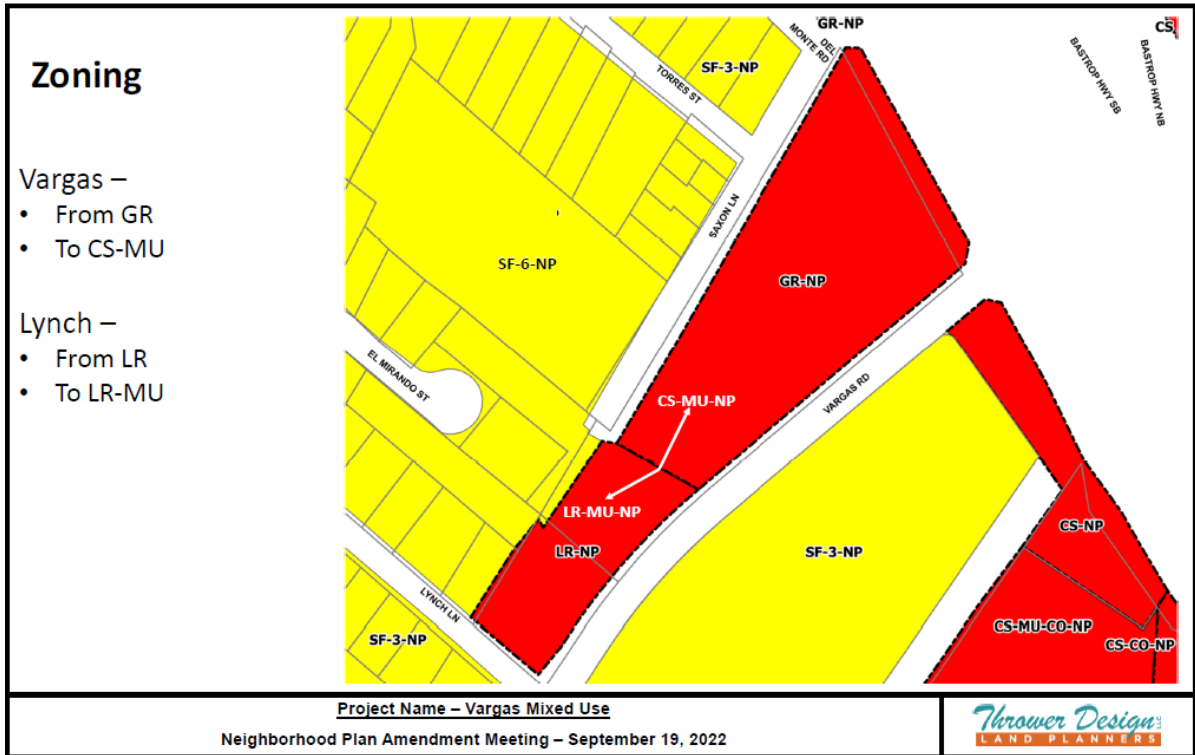 Zoning
Vargas –
• From GR
• To CS-MU
Lynch –
• From LR
• To LR-MU
GR-NP
CS
DEL
MONTE RD
BASTROP HWY SB
BASTROP HWY NB
SF-3-NP
TORRES ST
SAXON LN
SF-6-NP
GR-NP
EL MIRANDO ST
VARGAS RD
CS-MU-NP
LR-MU-NP
LR-NP
SF-3-NP
CS-NP
LYNCH LN
SF-3-NP
CS-MU-CO-NP
CS-CO-NP
Project Name – Vargas Mixed Use
Neighborhood Plan Amendment Meeting – September 19, 2022
Thrower Design LLC
LAND PLANNERS